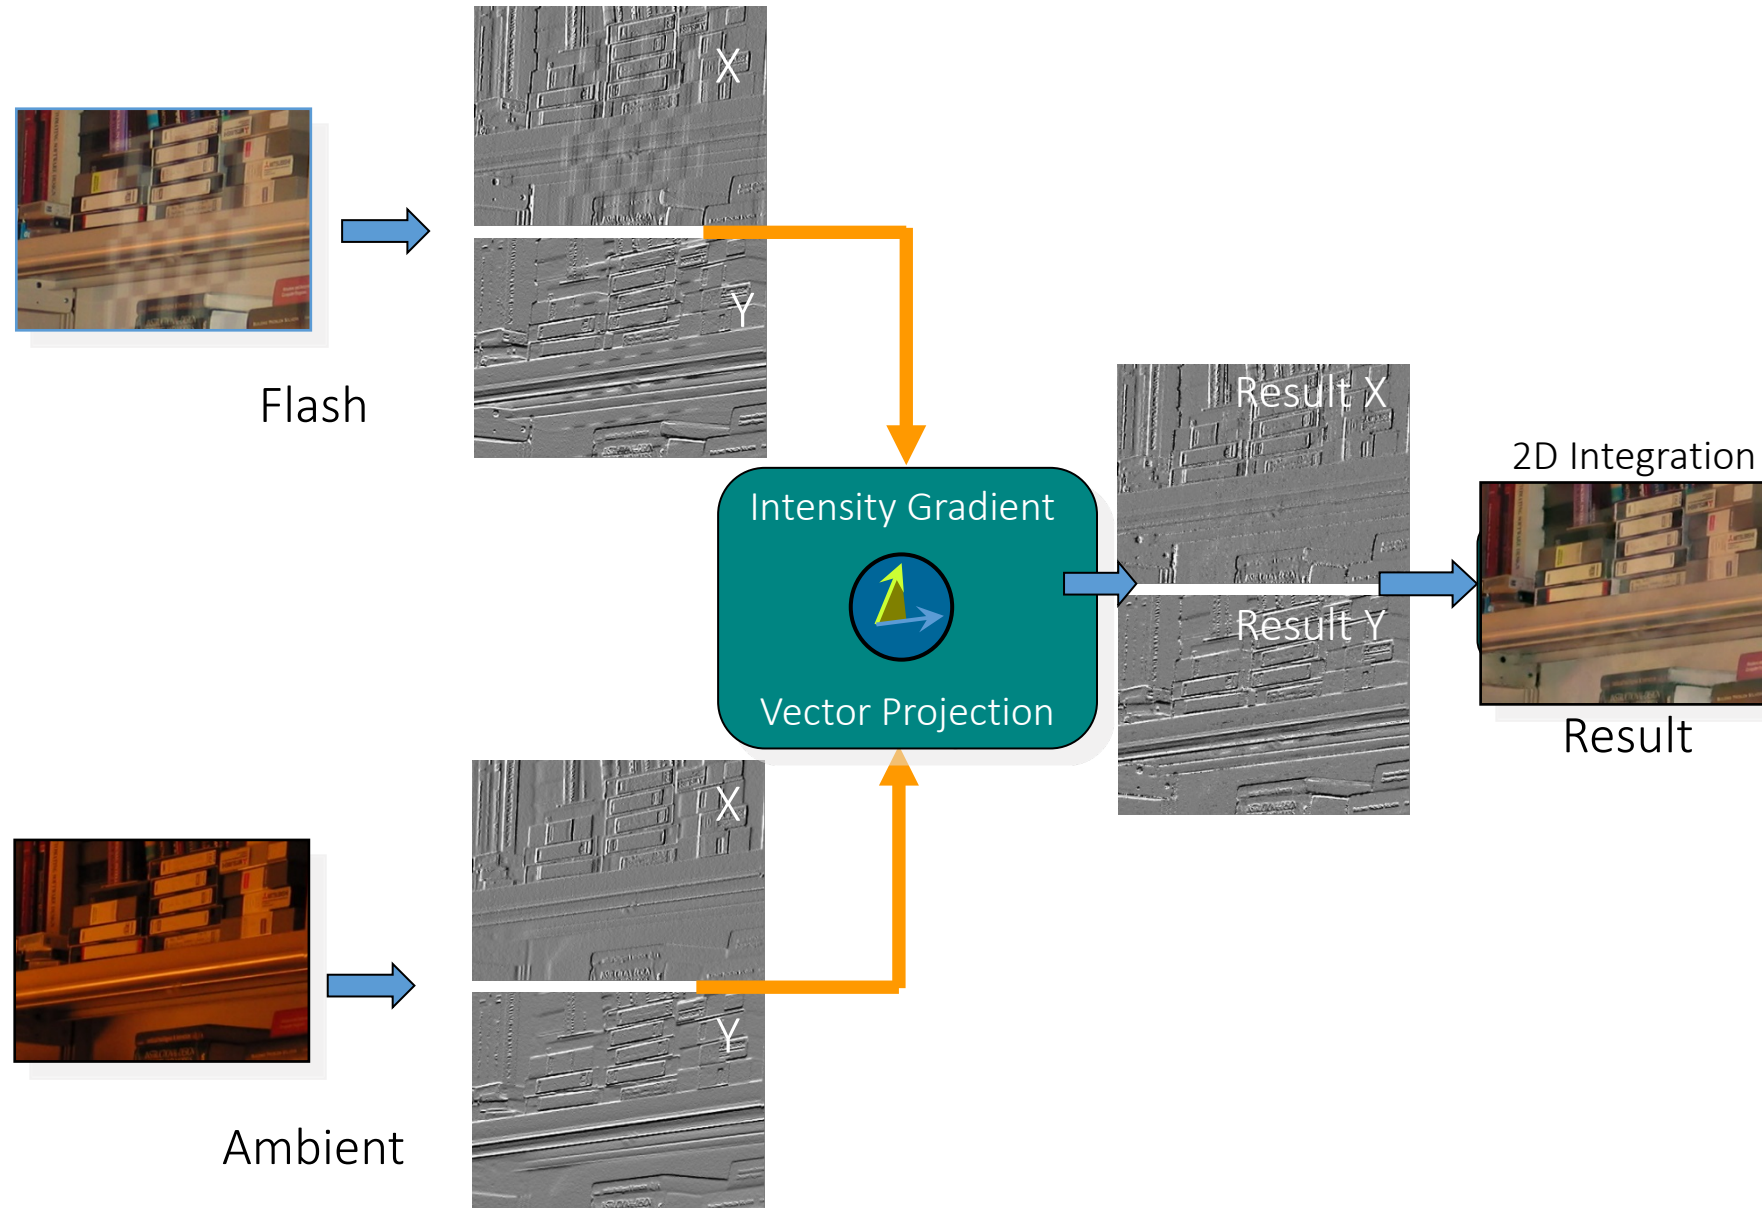 X
Y
Flash
Intensity Gradient
Vector Projection
Result X
Result Y
2D Integration
Result
X
Y
Ambient